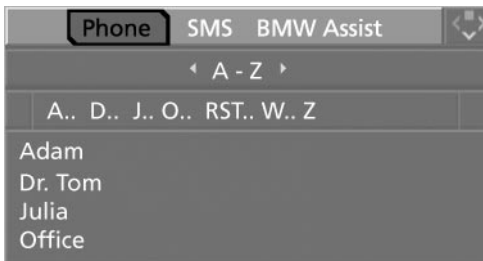 Phone SMS BMW Assist
A - Z
A.. D.. J.. O.. RST.. W.. Z
Adam
Dr. Tom
Julia
Office